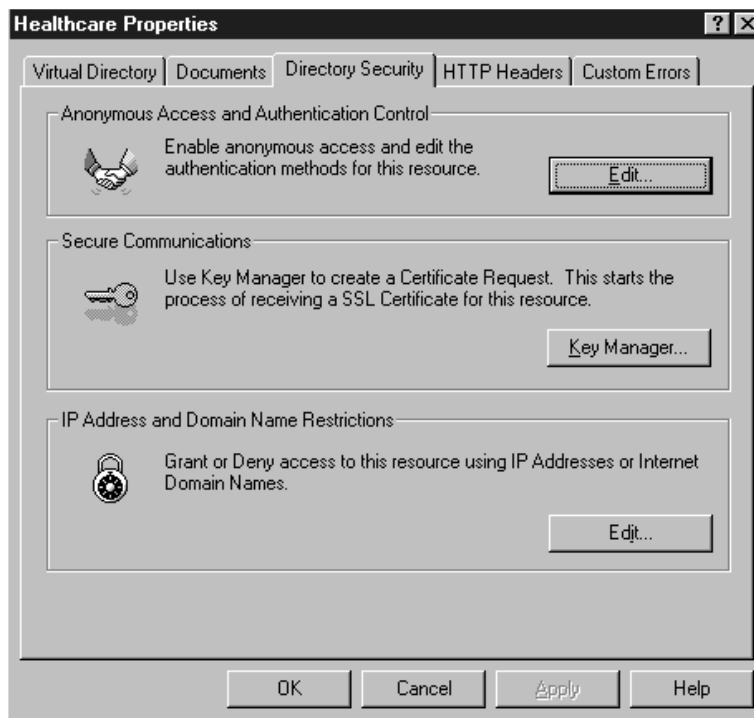 Healthcare Properties
Virtual Directory Documents Directory Security HTTP Headers Custom Errors
Anonymous Access and Authentication Control
Enable anonymous access and edit the
authentication methods for this resource.
Edit...
Secure Communications
Use Key Manager to create a Certificate Request. This starts the
process of receiving a SSL Certificate for this resource.
Key Manager...
IP Address and Domain Name Restrictions
Grant or Deny access to this resource using IP Addresses or Internet
Domain Names.
Edit...
OK Cancel Apply Help